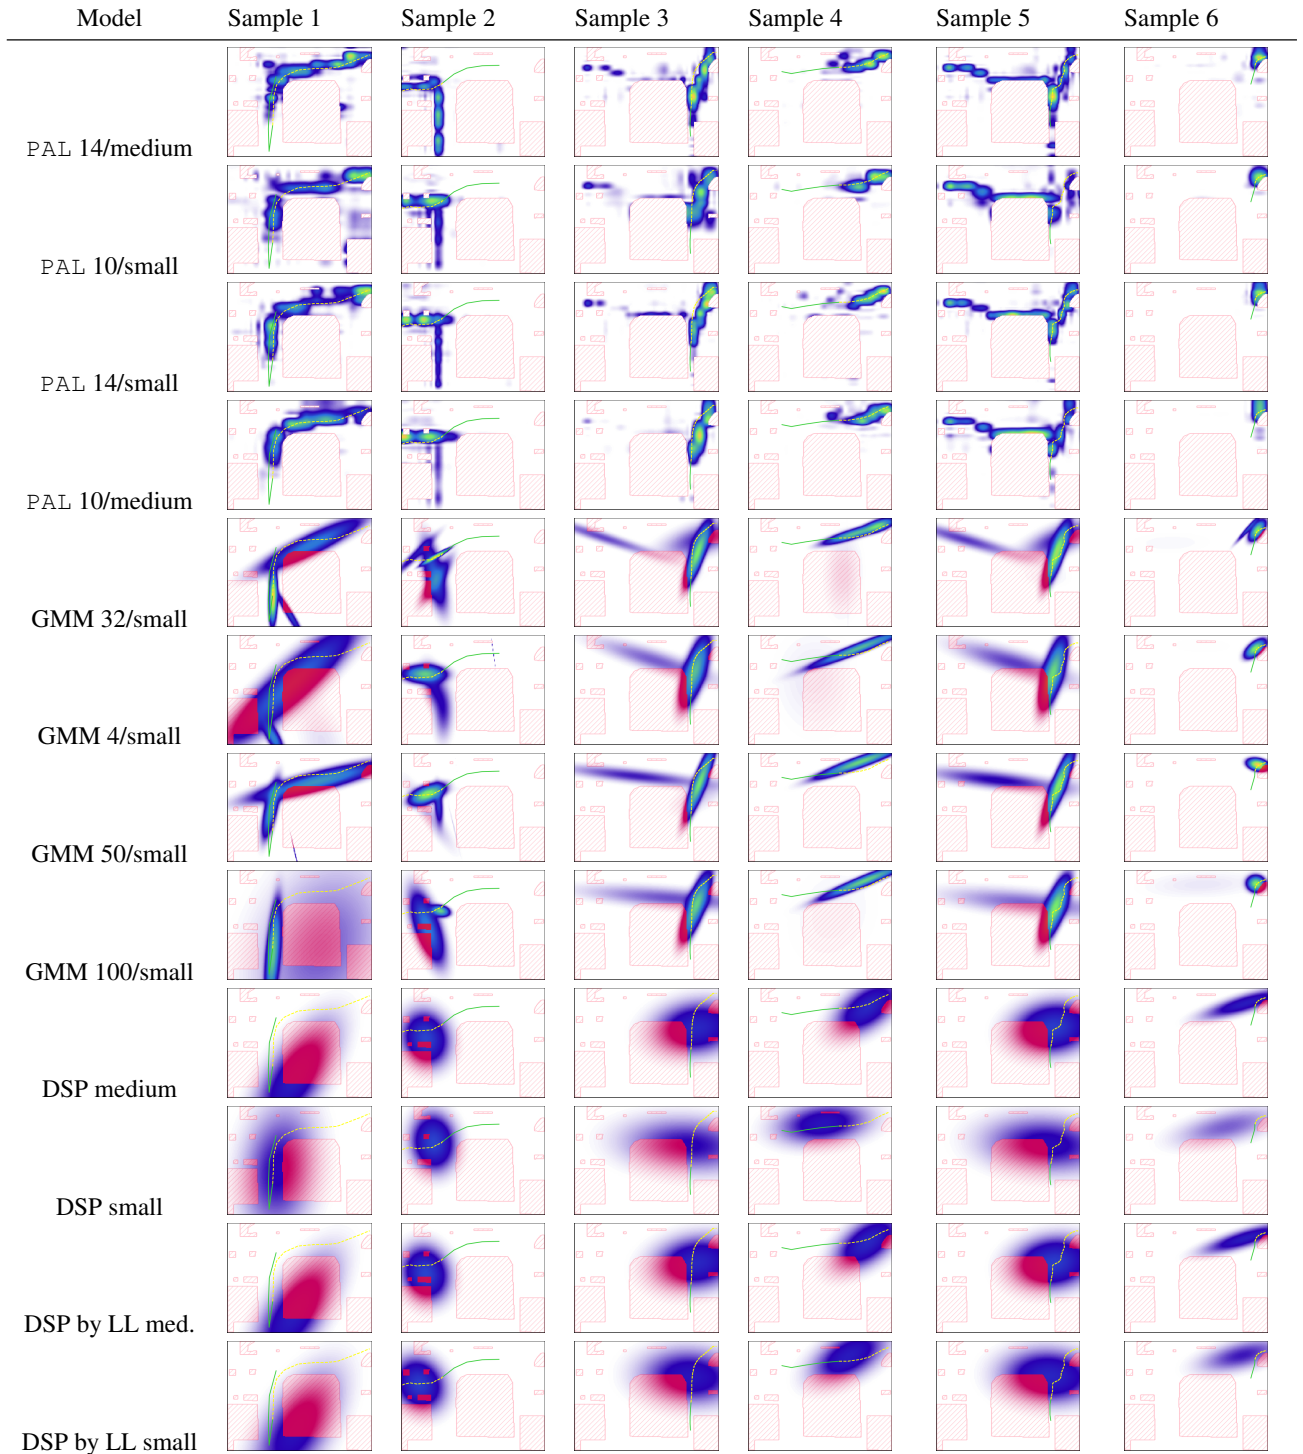 Model Sample 1 Sample 2 Sample 3 Sample 4 Sample 5 Sample 6
PAL 14/medium
PAL 10/small
PAL 14/small
PAL 10/medium
GMM 32/small
GMM 4/small
GMM 50/small
GMM 100/small
DSP medium
DSP small
DSP by LL med.
DSP by LL small